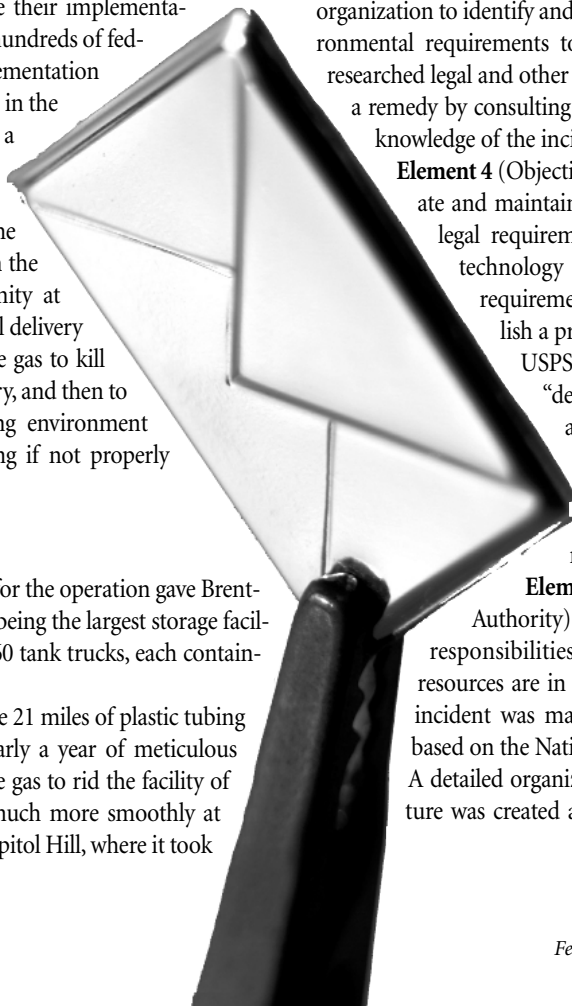 their implementa-
hundreds of fed-
ementation
in the
a
the
nity at
delivery
gas to kill
ry, and then to
ng environment
ng if not properly
for the operation gave Brent-
being the largest storage facil-
60 tank trucks, each contain-
21 miles of plastic tubing
arly a year of meticulous
gas to rid the facility of
much more smoothly at
pitol Hill, where it took
organization to identify and
ronmental requirements to
researched legal and other
a remedy by consulting
knowledge of the inci
Element 4 (Objecti
ate and maintain
legal requirem
technology
requireme
lish a pr
USPS
“de
a
Elem
Authority)
responsibilities
resources are in
incident was ma
based on the Nati
A detailed organiz
ture was created a
Fe